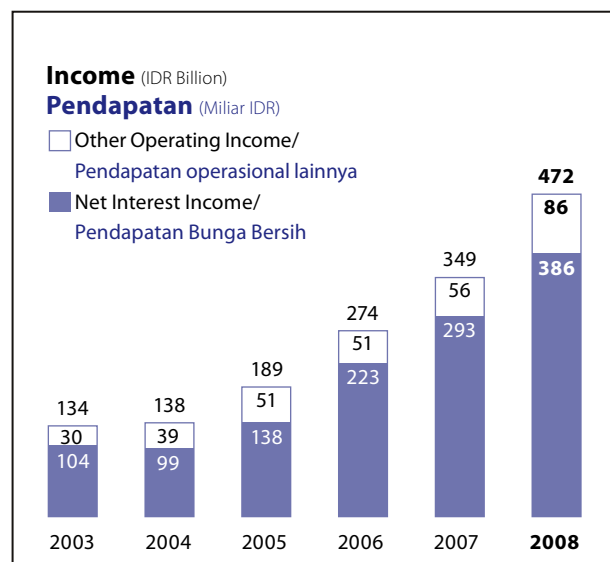 Income (IDR Billion)
Pendapatan (Miliar IDR)
Other Operating Income/
Pendapatan operasional lainnya
Net Interest Income/
Pendapatan Bunga Bersih
134
30
104
138
39
99
189
51
138
274
51
223
349
56
293
472
86
386
2003 2004 2005 2006 2007 2008